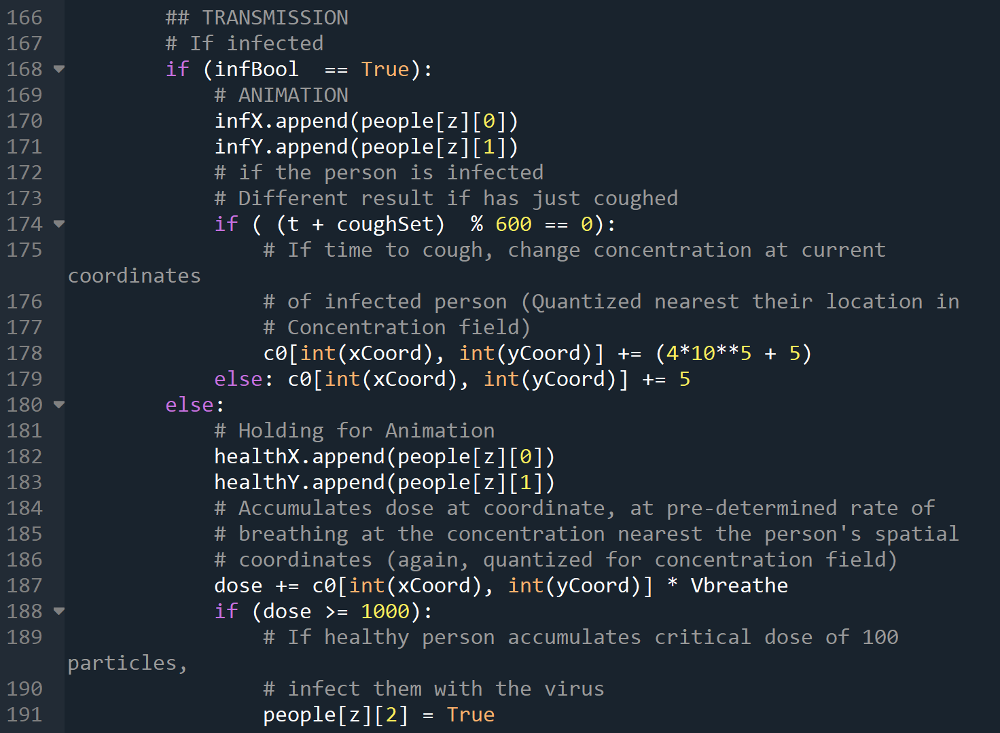 166 ## TRANSMISSION
167 # If infected
168 if (infBool  == True):
169 # ANIMATION
170 infX.append(people[z][0])
171 infY.append(people[z][1])
172 # if the person is infected
173 # Different result if has just coughed
174 if ( (t + coughSet)  % 600 == 0):
175 # If time to cough, change concentration at current
coordinates
176 # of infected person (Quantized nearest their location in
177 # Concentration field)
178 c0[int(xCoord), int(yCoord)] += (4*10**5 + 5)
179 else: c0[int(xCoord), int(yCoord)] += 5
180 else:
181 # Holding for Animation
182 healthX.append(people[z][0])
183 healthY.append(people[z][1])
184 # Accumulates dose at coordinate, at pre-determined rate of
185 # breathing at the concentration nearest the person's spatial
186 # coordinates (again, quantized for concentration field)
187 dose += c0[int(xCoord), int(yCoord)] * Vbreathe
188 if (dose >= 1000):
189 # If healthy person accumulates critical dose of 100
particles,
190 # infect them with the virus
191 people[z][2] = True